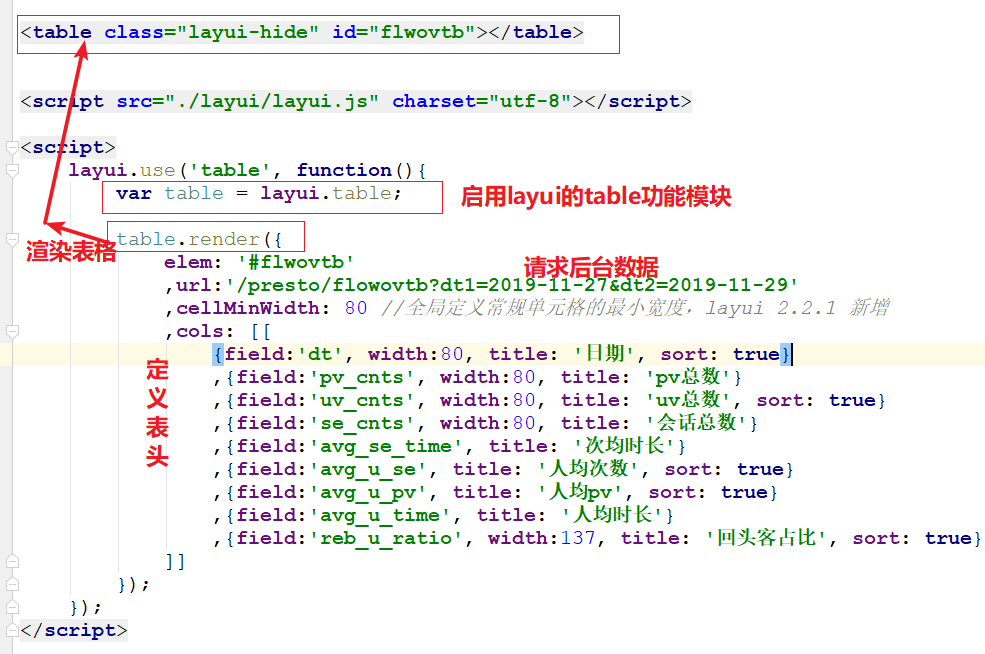 <table class="layui-hide" id="flwovtb"></table>
<script src="./layui/layui.js" charset="utf-8"></script>
<script>
layui.use('table', function(){
var table = layui.table;
启用layui的table功能模块
table.render({
渲染表格
elem: '#flwovtb'
请求后台数据
,url:'/presto/flowovtb?dt1=2019-11-27&dt2=2019-11-29'
,cellMinWidth: 80 //全局定义常规单元格的最小宽度，layui 2.2.1 新增
,cols: [[
定义表头
{field:'dt', width:80, title: '日期', sort: true}
,{field:'pv_cnts', width:80, title: 'pv总数'}
,{field:'uv_cnts', width:80, title: 'uv总数', sort: true}
,{field:'se_cnts', width:80, title: '会话总数'}
,{field:'avg_se_time', title: '次均时长'}
,{field:'avg_u_se', title: '人均次数', sort: true}
,{field:'avg_u_pv', title: '人均pv', sort: true}
,{field:'avg_u_time', title: '人均时长'}
,{field:'reb_u_ratio', width:137, title: '回头客占比', sort: true}
]]
});
});
</script>